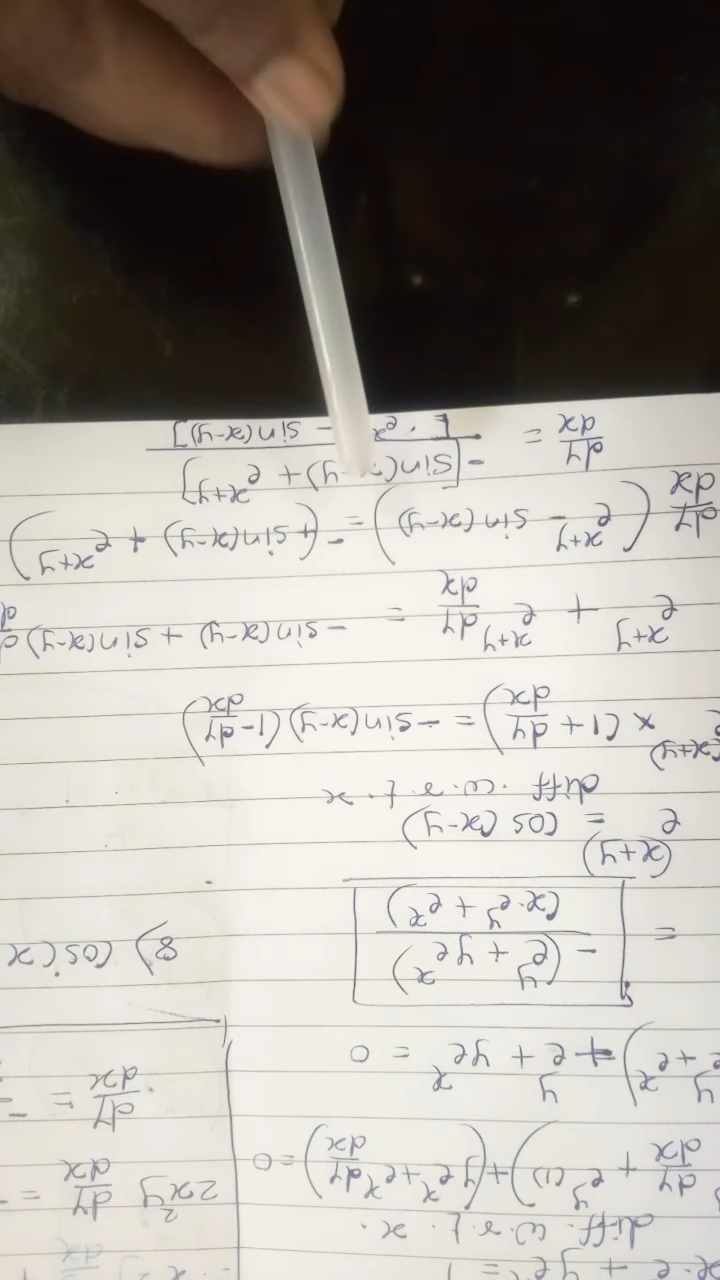 x·e + ye = 1
diff. w.r.t. x.
dy/dx + e^y (1)) + (ye^x + e^x dy/dx) = 0
e^y + e^x) + e^y + ye^x = 0
= -(e^y + ye^x) / (x·e^y + e^x)
e^(x+y) = cos(x-y)
diff. w.r.t. x
e^(x+y) x (1 + dy/dx) = -sin(x-y) (1 - dy/dx)
e^(x+y) + e^(x+y) dy/dx = -sin(x-y) + sin(x-y) d
dy/dx (e^(x+y) - sin(x-y)) = -(+sin(x-y) + e^(x+y))
dy/dx = -[sin( -y) + e^(x+y)] / [e - sin(x-y)]
2xy^2 dy/dx =
dy/dx = -
8) cos(x